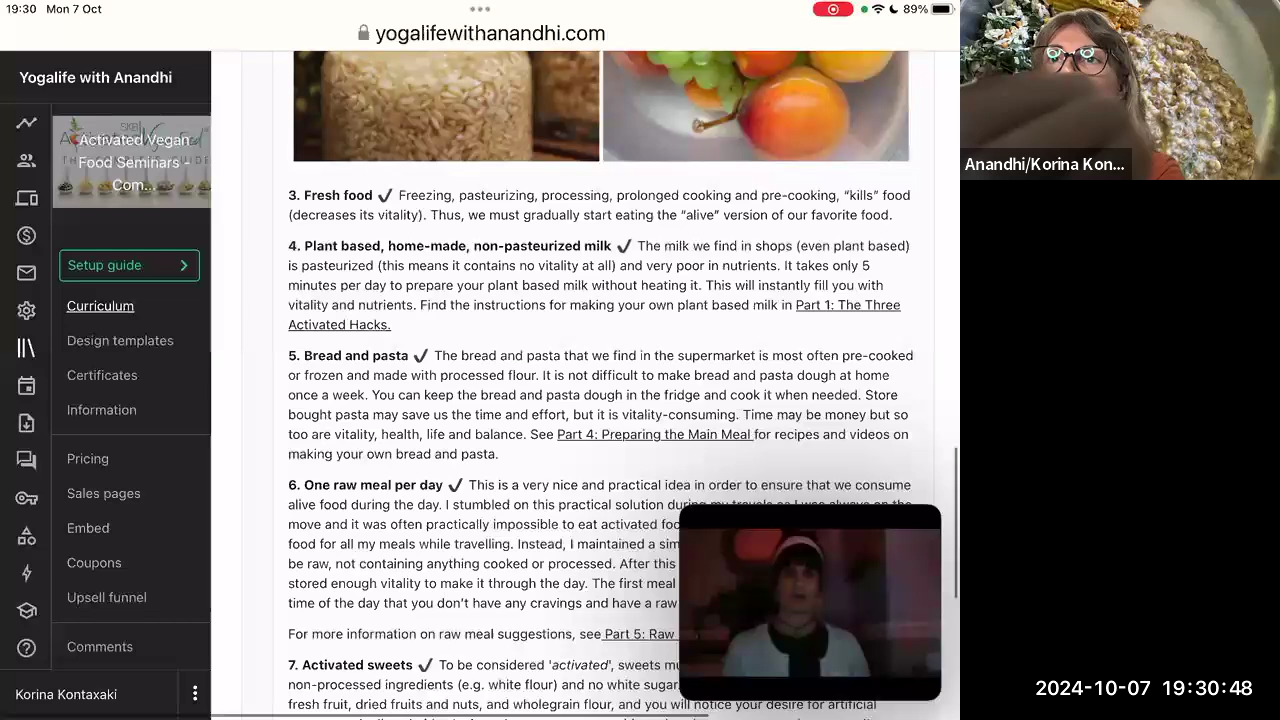 19:30 Mon 7 Oct
89%
yogalifewithanandhi.com
Yogalife with Anandhi
Activated Vegan
Food Seminars -
Com...
Setup guide
Curriculum
Design templates
Certificates
Information
Pricing
Sales pages
Embed
Coupons
Upsell funnel
Comments
Korina Kontaxaki
3. Fresh food ✔ Freezing, pasteurizing, processing, prolonged cooking and pre-cooking, “kills” food
(decreases its vitality). Thus, we must gradually start eating the “alive” version of our favorite food.
4. Plant based, home-made, non-pasteurized milk ✔ The milk we find in shops (even plant based)
is pasteurized (this means it contains no vitality at all) and very poor in nutrients. It takes only 5
minutes per day to prepare your plant based milk without heating it. This will instantly fill you with
vitality and nutrients. Find the instructions for making your own plant based milk in Part 1: The Three
Activated Hacks.
5. Bread and pasta ✔ The bread and pasta that we find in the supermarket is most often pre-cooked
or frozen and made with processed flour. It is not difficult to make bread and pasta dough at home
once a week. You can keep the bread and pasta dough in the fridge and cook it when needed. Store
bought pasta may save us the time and effort, but it is vitality-consuming. Time may be money but so
too are vitality, health, life and balance. See Part 4: Preparing the Main Meal for recipes and videos on
making your own bread and pasta.
6. One raw meal per day ✔ This is a very nice and practical idea in order to ensure that we consume
alive food during the day. I stumbled on this practical solution during my travels as I was always on the
move and it was often practically impossible to eat activated foo
food for all my meals while travelling. Instead, I maintained a sim
be raw, not containing anything cooked or processed. After this
stored enough vitality to make it through the day. The first meal
time of the day that you don't have any cravings and have a raw
For more information on raw meal suggestions, see Part 5: Raw
7. Activated sweets ✔ To be considered 'activated', sweets mu
non-processed ingredients (e.g. white flour) and no white sugar.
fresh fruit, dried fruits and nuts, and wholegrain flour, and you will notice your desire for artificial
Anandhi/Korina Kon...
2024-10-07 19:30:48